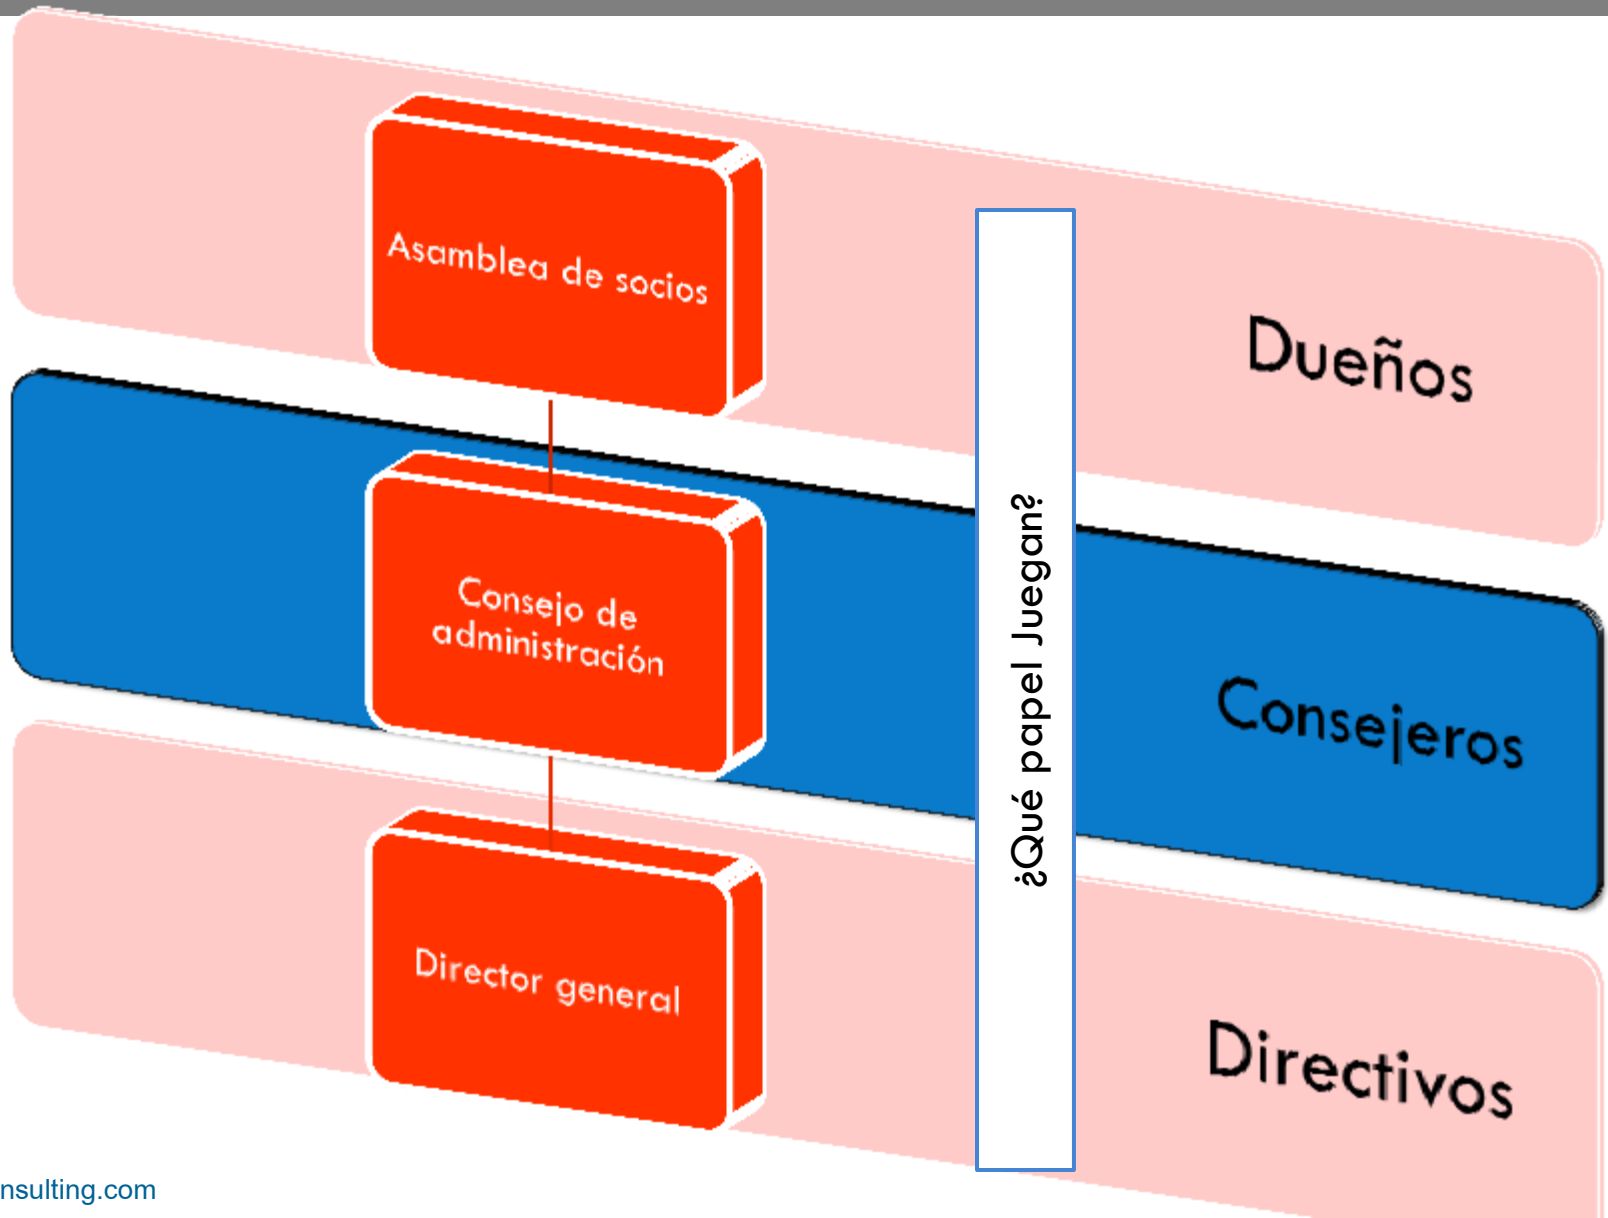 Asamblea de socios
Dueños
Consejo de
administración
¿Qué papel Juegan?
Consejeros
Director general
Directivos
nsulting.com